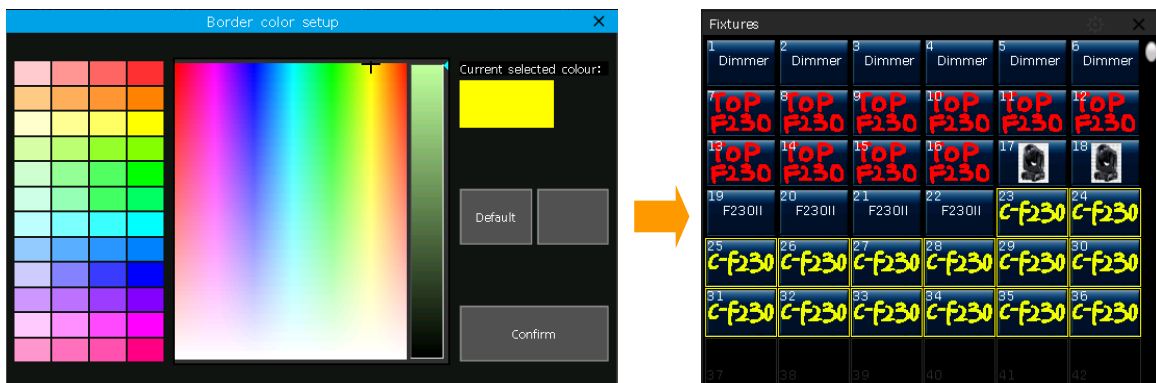 Border color setup
Current selected colour:
Default
Confirm
Fixtures
1 2 3 4 5 6
Dimmer Dimmer Dimmer Dimmer Dimmer Dimmer
7 8 9 10 11 12
TOP TOP TOP TOP TOP TOP
F230 F230 F230 F230 F230 F230
13 14 15 16 17 18
TOP TOP TOP TOP
F230 F230 F230 F230
19 20 21 22 23 24
F230II F230II F230II F230II C-F230 C-F230
25 26 27 28 29 30
C-F230 C-F230 C-F230 C-F230 C-F230 C-F230
31 32 33 34 35 36
C-F230 C-F230 C-F230 C-F230 C-F230 C-F230
37 38 39 40 41 42